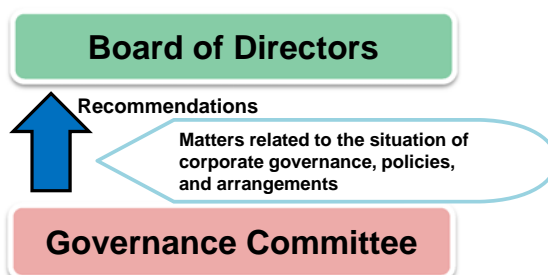 Board of Directors
Recommendations
Matters related to the situation of
corporate governance, policies,
and arrangements
Governance Committee